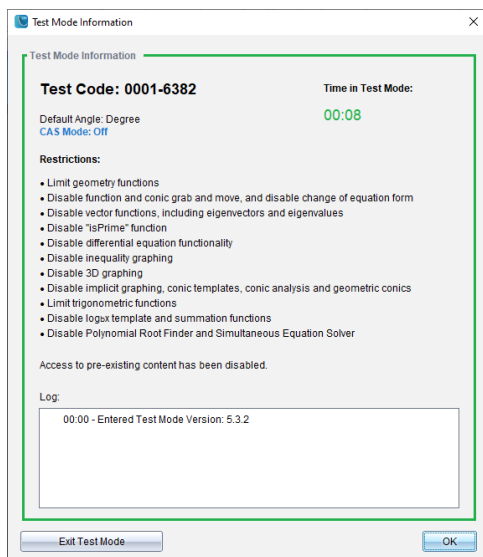 Test Mode Information
Test Mode Information
Test Code: 0001-6382
Time in Test Mode:
00:08
Default Angle: Degree
CAS Mode: Off
Restrictions:
• Limit geometry functions
• Disable function and conic grab and move, and disable change of equation form
• Disable vector functions, including eigenvectors and eigenvalues
• Disable "isPrime" function
• Disable differential equation functionality
• Disable inequality graphing
• Disable 3D graphing
• Disable implicit graphing, conic templates, conic analysis and geometric conics
• Limit trigonometric functions
• Disable logbx template and summation functions
• Disable Polynomial Root Finder and Simultaneous Equation Solver
Access to pre-existing content has been disabled.
Log:
00:00 - Entered Test Mode Version: 5.3.2
Exit Test Mode
OK